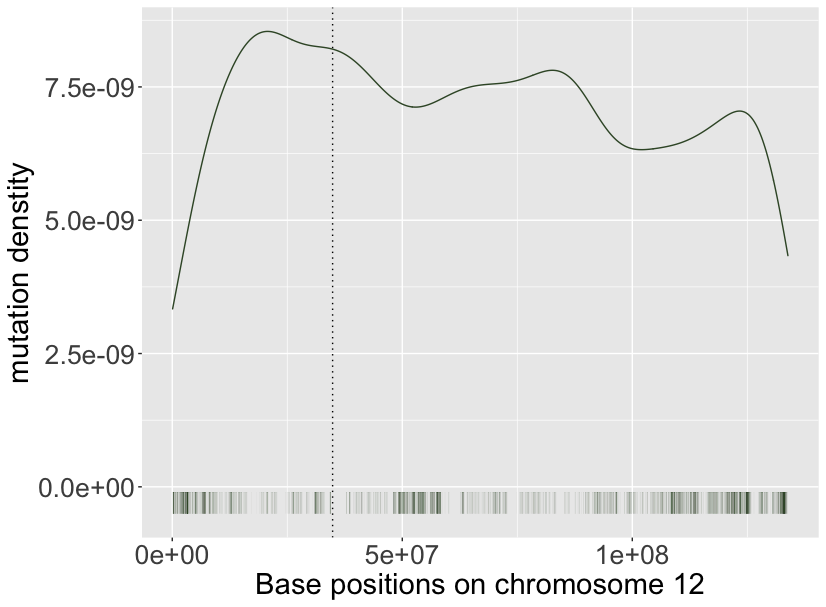 mutation denstity
7.5e-09
5.0e-09
2.5e-09
0.0e+00
0e+00 5e+07 1e+08
Base positions on chromosome 12